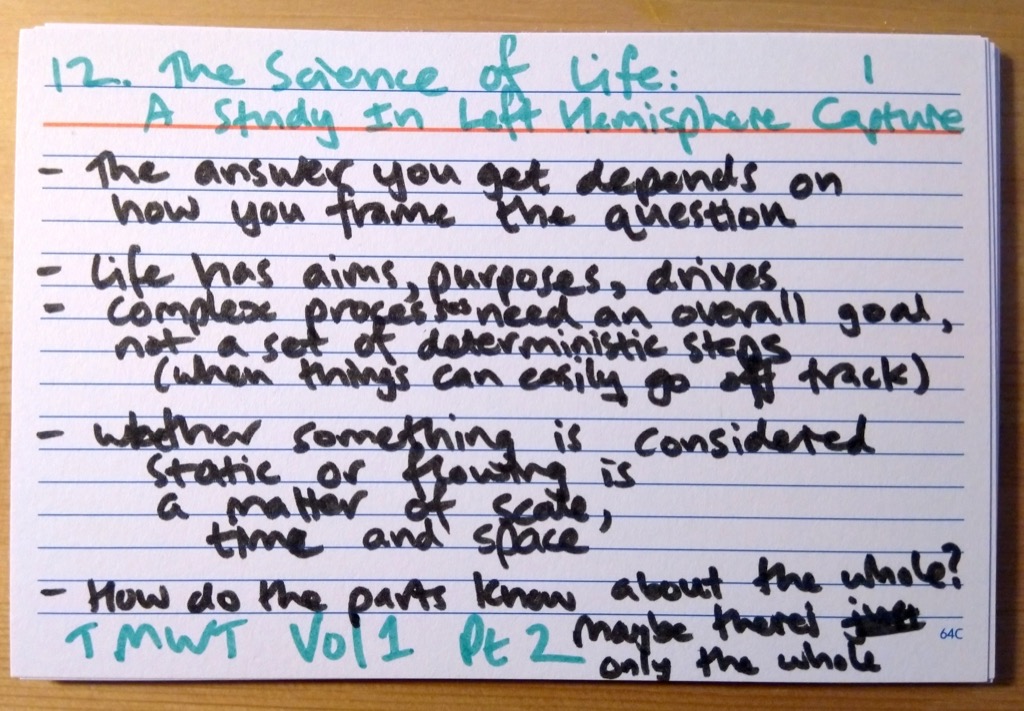 12. The Science of Life: 1
A Study In Left Hemisphere Capture
- The answer you get depends on
how you frame the question
- Life has aims, purposes, drives
- complex processes need an overall goal,
not a set of deterministic steps
(when things can easily go off track)
- whether something is considered
static or flowing is
a matter of scale,
time and space
- How do the parts know about the whole?
Maybe there's
only the whole
TMWT Vol 1 Pt 2
64C